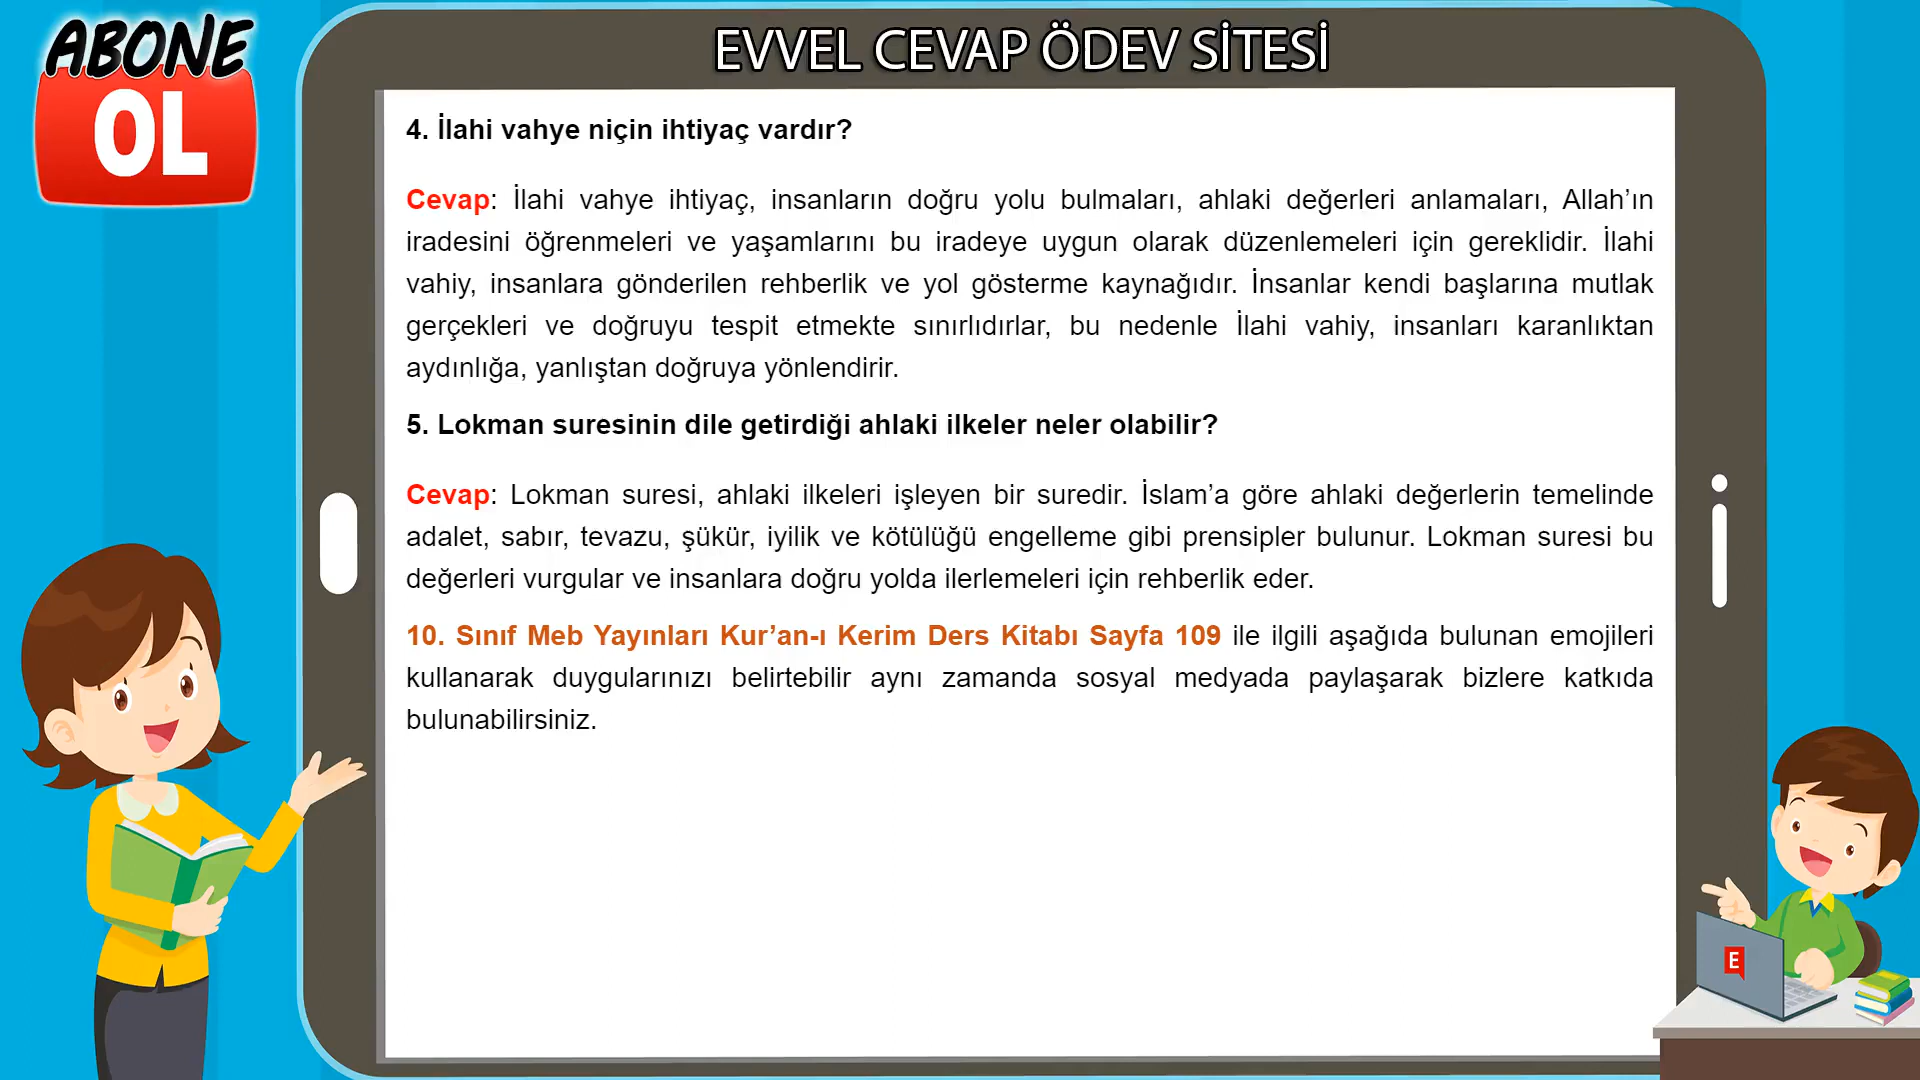 ABONE
OL
EVVEL CEVAP ÖDEV SİTESİ
4. İlahi vahye niçin ihtiyaç vardır?
Cevap: İlahi vahye ihtiyaç, insanların doğru yolu bulmaları, ahlaki değerleri anlamaları, Allah’ın
iradesini öğrenmeleri ve yaşamlarını bu iradeye uygun olarak düzenlemeleri için gereklidir. İlahi
vahiy, insanlara gönderilen rehberlik ve yol gösterme kaynağıdır. İnsanlar kendi başlarına mutlak
gerçekleri ve doğruyu tespit etmekte sınırlıdırlar, bu nedenle İlahi vahiy, insanları karanlıktan
aydınlığa, yanlıştan doğruya yönlendirir.
5. Lokman suresinin dile getirdiği ahlaki ilkeler neler olabilir?
Cevap: Lokman suresi, ahlaki ilkeleri işleyen bir suredir. İslam’a göre ahlaki değerlerin temelinde
adalet, sabır, tevazu, şükür, iyilik ve kötülüğü engelleme gibi prensipler bulunur. Lokman suresi bu
değerleri vurgular ve insanlara doğru yolda ilerlemeleri için rehberlik eder.
10. Sınıf Meb Yayınları Kur’an-ı Kerim Ders Kitabı Sayfa 109 ile ilgili aşağıda bulunan emojileri
kullanarak duygularınızı belirtebilir aynı zamanda sosyal medyada paylaşarak bizlere katkıda
bulunabilirsiniz.
E